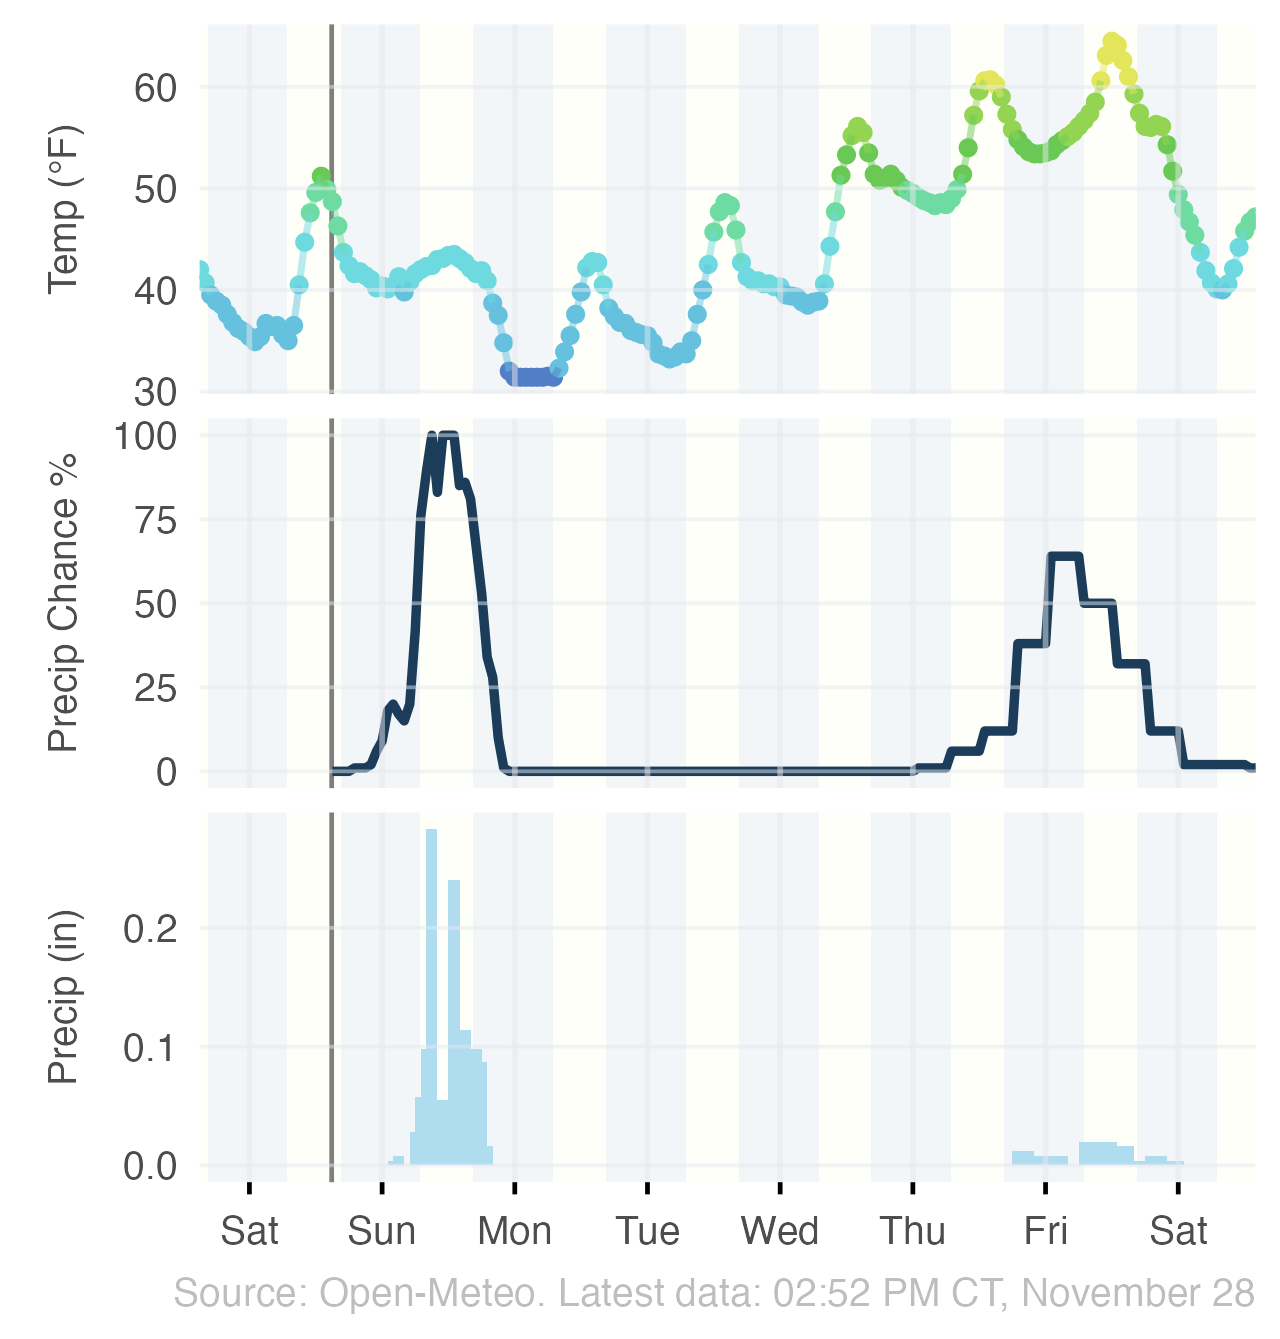 Temp (°F)
60
50
40
30
Precip Chance %
100
75
50
25
0
Precip (in)
0.2
0.1
0.0
Sat Sun Mon Tue Wed Thu Fri Sat
Source: Open-Meteo. Latest data: 02:52 PM CT, November 28